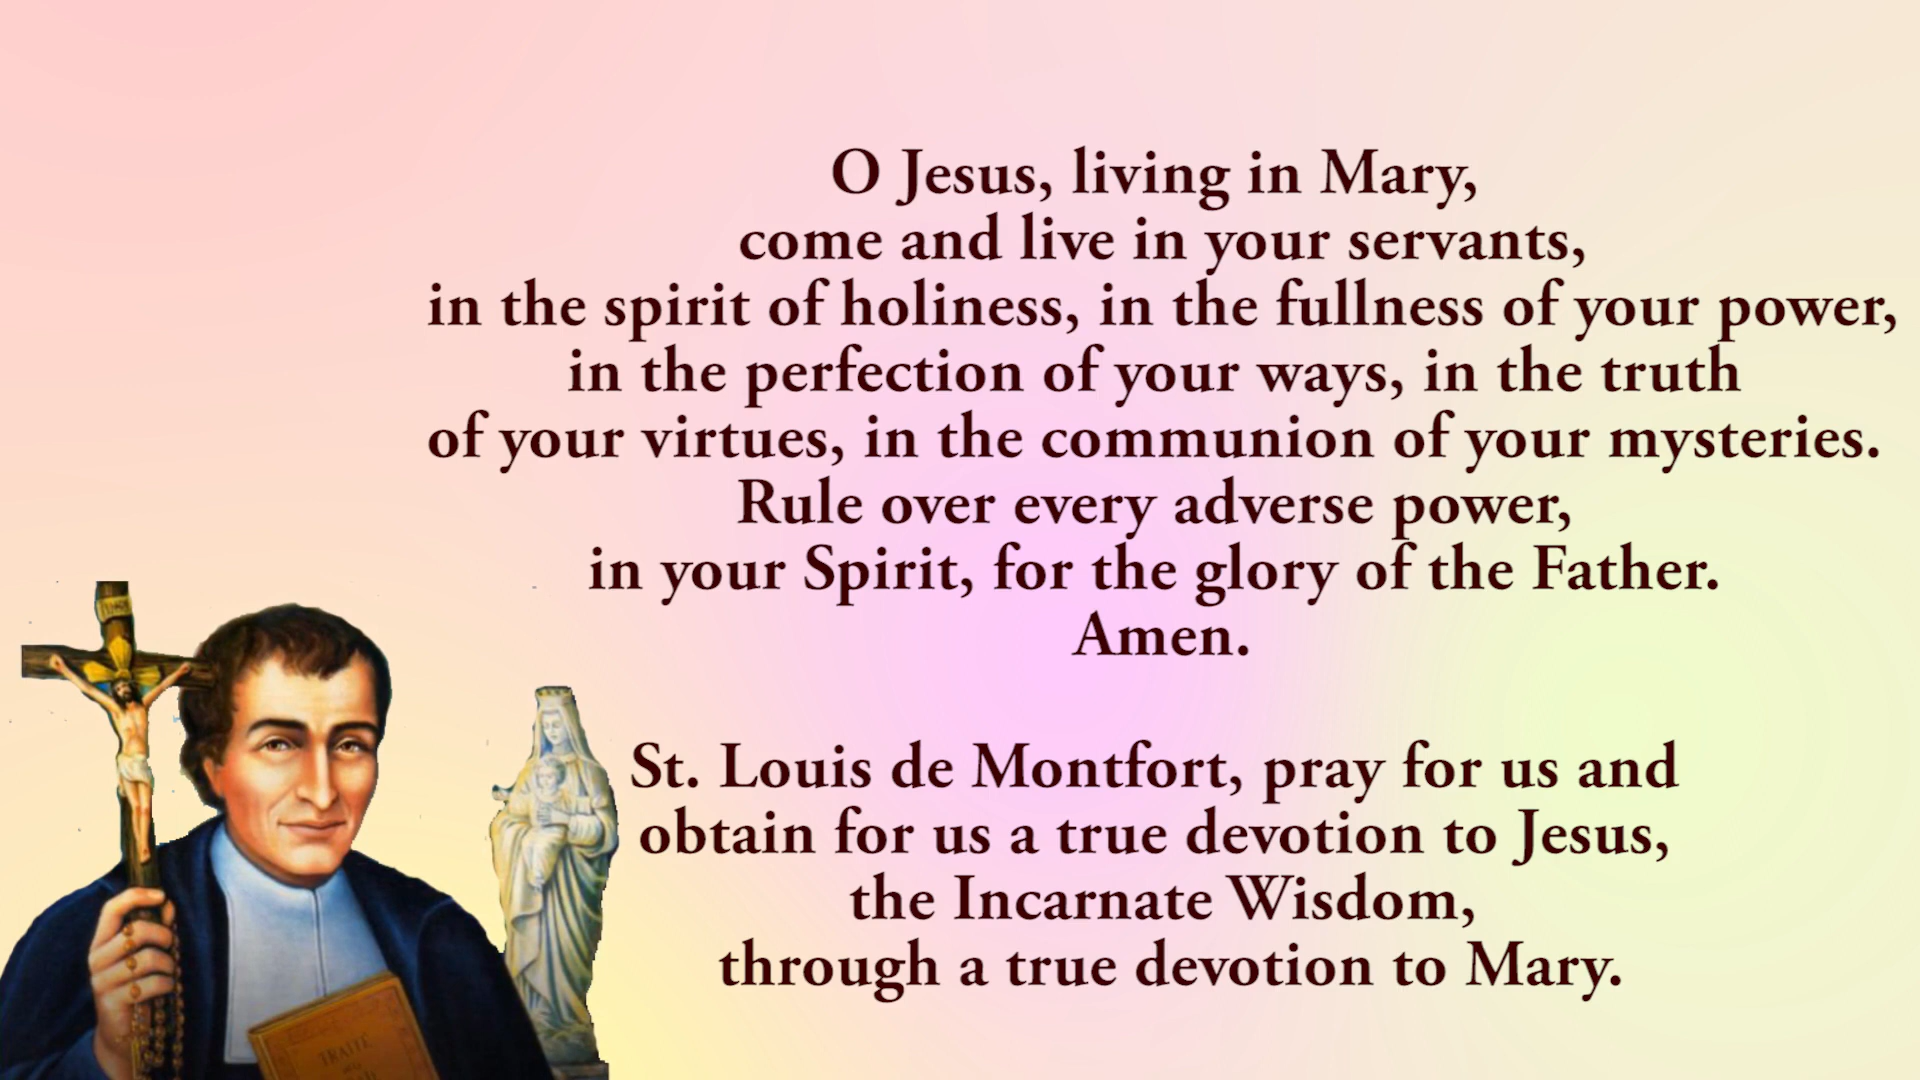 O Jesus, living in Mary,
come and live in your servants,
in the spirit of holiness, in the fullness of your power,
in the perfection of your ways, in the truth
of your virtues, in the communion of your mysteries.
Rule over every adverse power,
in your Spirit, for the glory of the Father.
Amen.
St. Louis de Montfort, pray for us and
obtain for us a true devotion to Jesus,
the Incarnate Wisdom,
through a true devotion to Mary.
TRAITÉ